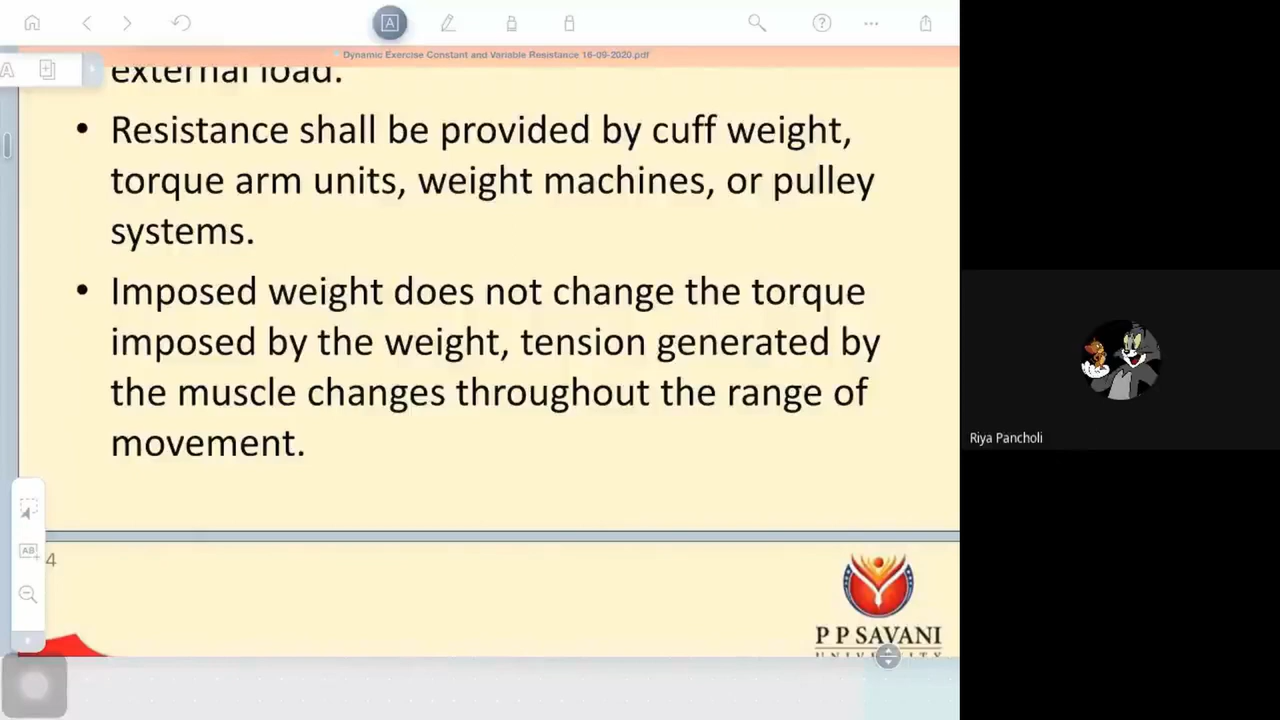 Dynamic Exercise Constant and Variable Resistance 16-09-2020.pdf
external load.
• Resistance shall be provided by cuff weight,
torque arm units, weight machines, or pulley
systems.
• Imposed weight does not change the torque
imposed by the weight, tension generated by
the muscle changes throughout the range of
movement.
Riya Pancholi
4
P P SAVANI
UNIVERSITY